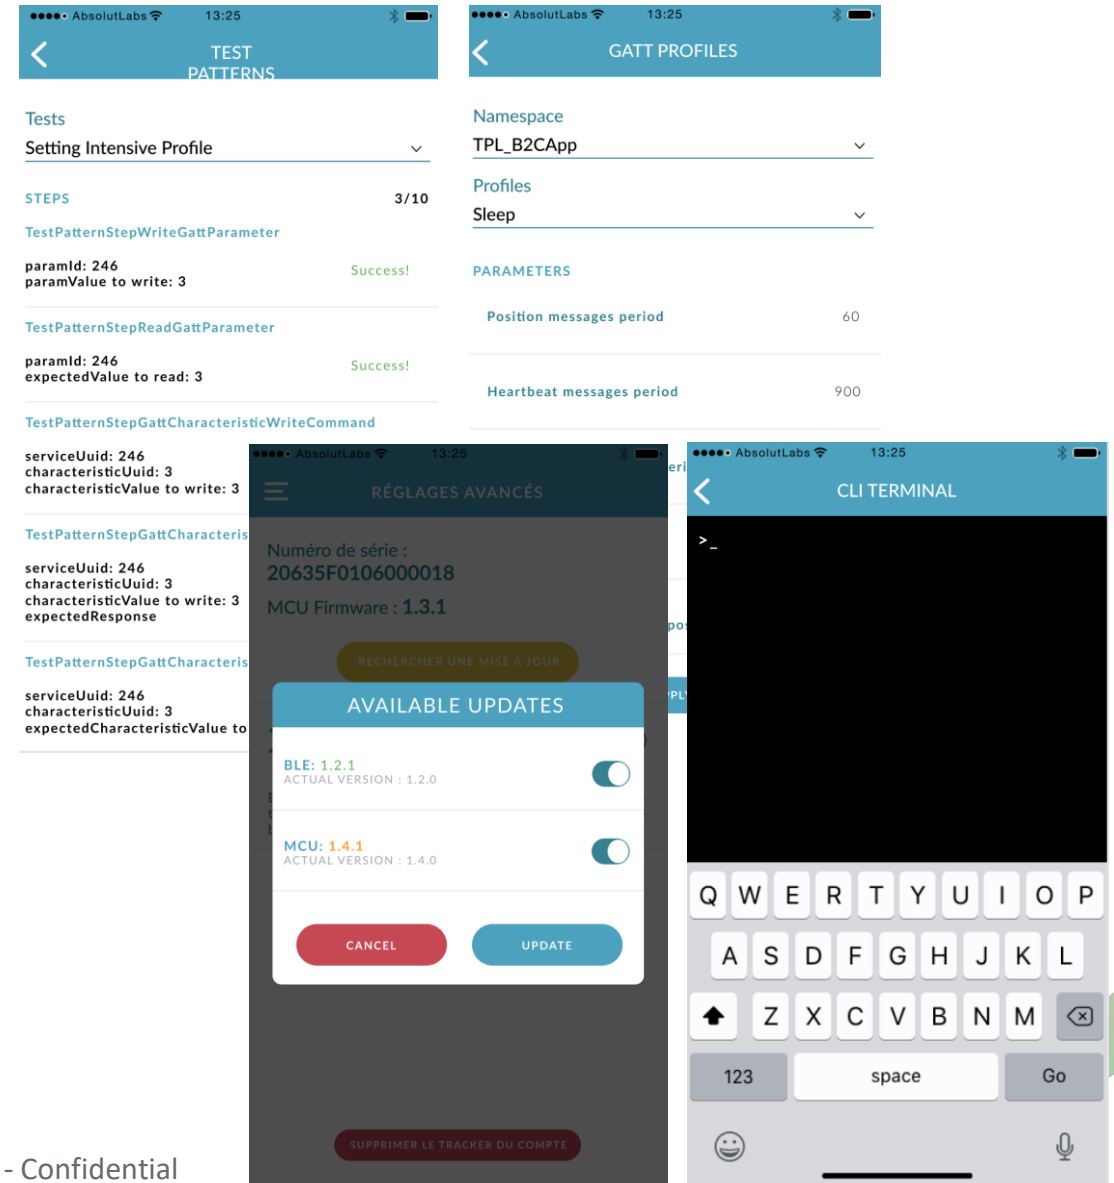 AbsolutLabs 13:25
TEST
PATTERNS
Tests
Setting Intensive Profile
STEPS 3/10
TestPatternStepWriteGattParameter
paramId: 246
paramValue to write: 3
Success!
TestPatternStepReadGattParameter
paramId: 246
expectedValue to read: 3
Success!
TestPatternStepGattCharacteristicWriteCommand
serviceUuid: 246
characteristicUuid: 3
characteristicValue to write: 3
TestPatternStepGattCharacteris
serviceUuid: 246
characteristicUuid: 3
characteristicValue to write: 3
expectedResponse
TestPatternStepGattCharacteris
serviceUuid: 246
characteristicUuid: 3
expectedCharacteristicValue to
AbsolutLabs 13:25
GATT PROFILES
Namespace
TPL_B2CApp
Profiles
Sleep
PARAMETERS
Position messages period 60
Heartbeat messages period 900
AbsolutLabs 13:25
RÉGLAGES AVANCÉS
Numéro de série :
20635F0106000018
MCU Firmware : 1.3.1
RECHERCHER UNE MISE A JOUR
AVAILABLE UPDATES
BLE: 1.2.1
ACTUAL VERSION : 1.2.0
MCU: 1.4.1
ACTUAL VERSION : 1.4.0
CANCEL UPDATE
SUPPRIMER LE TRACKER DU COMPTE
AbsolutLabs 13:25
CLI TERMINAL
>_
Q W E R T Y U I O P
A S D F G H J K L
Z X C V B N M
123 space Go
- Confidential